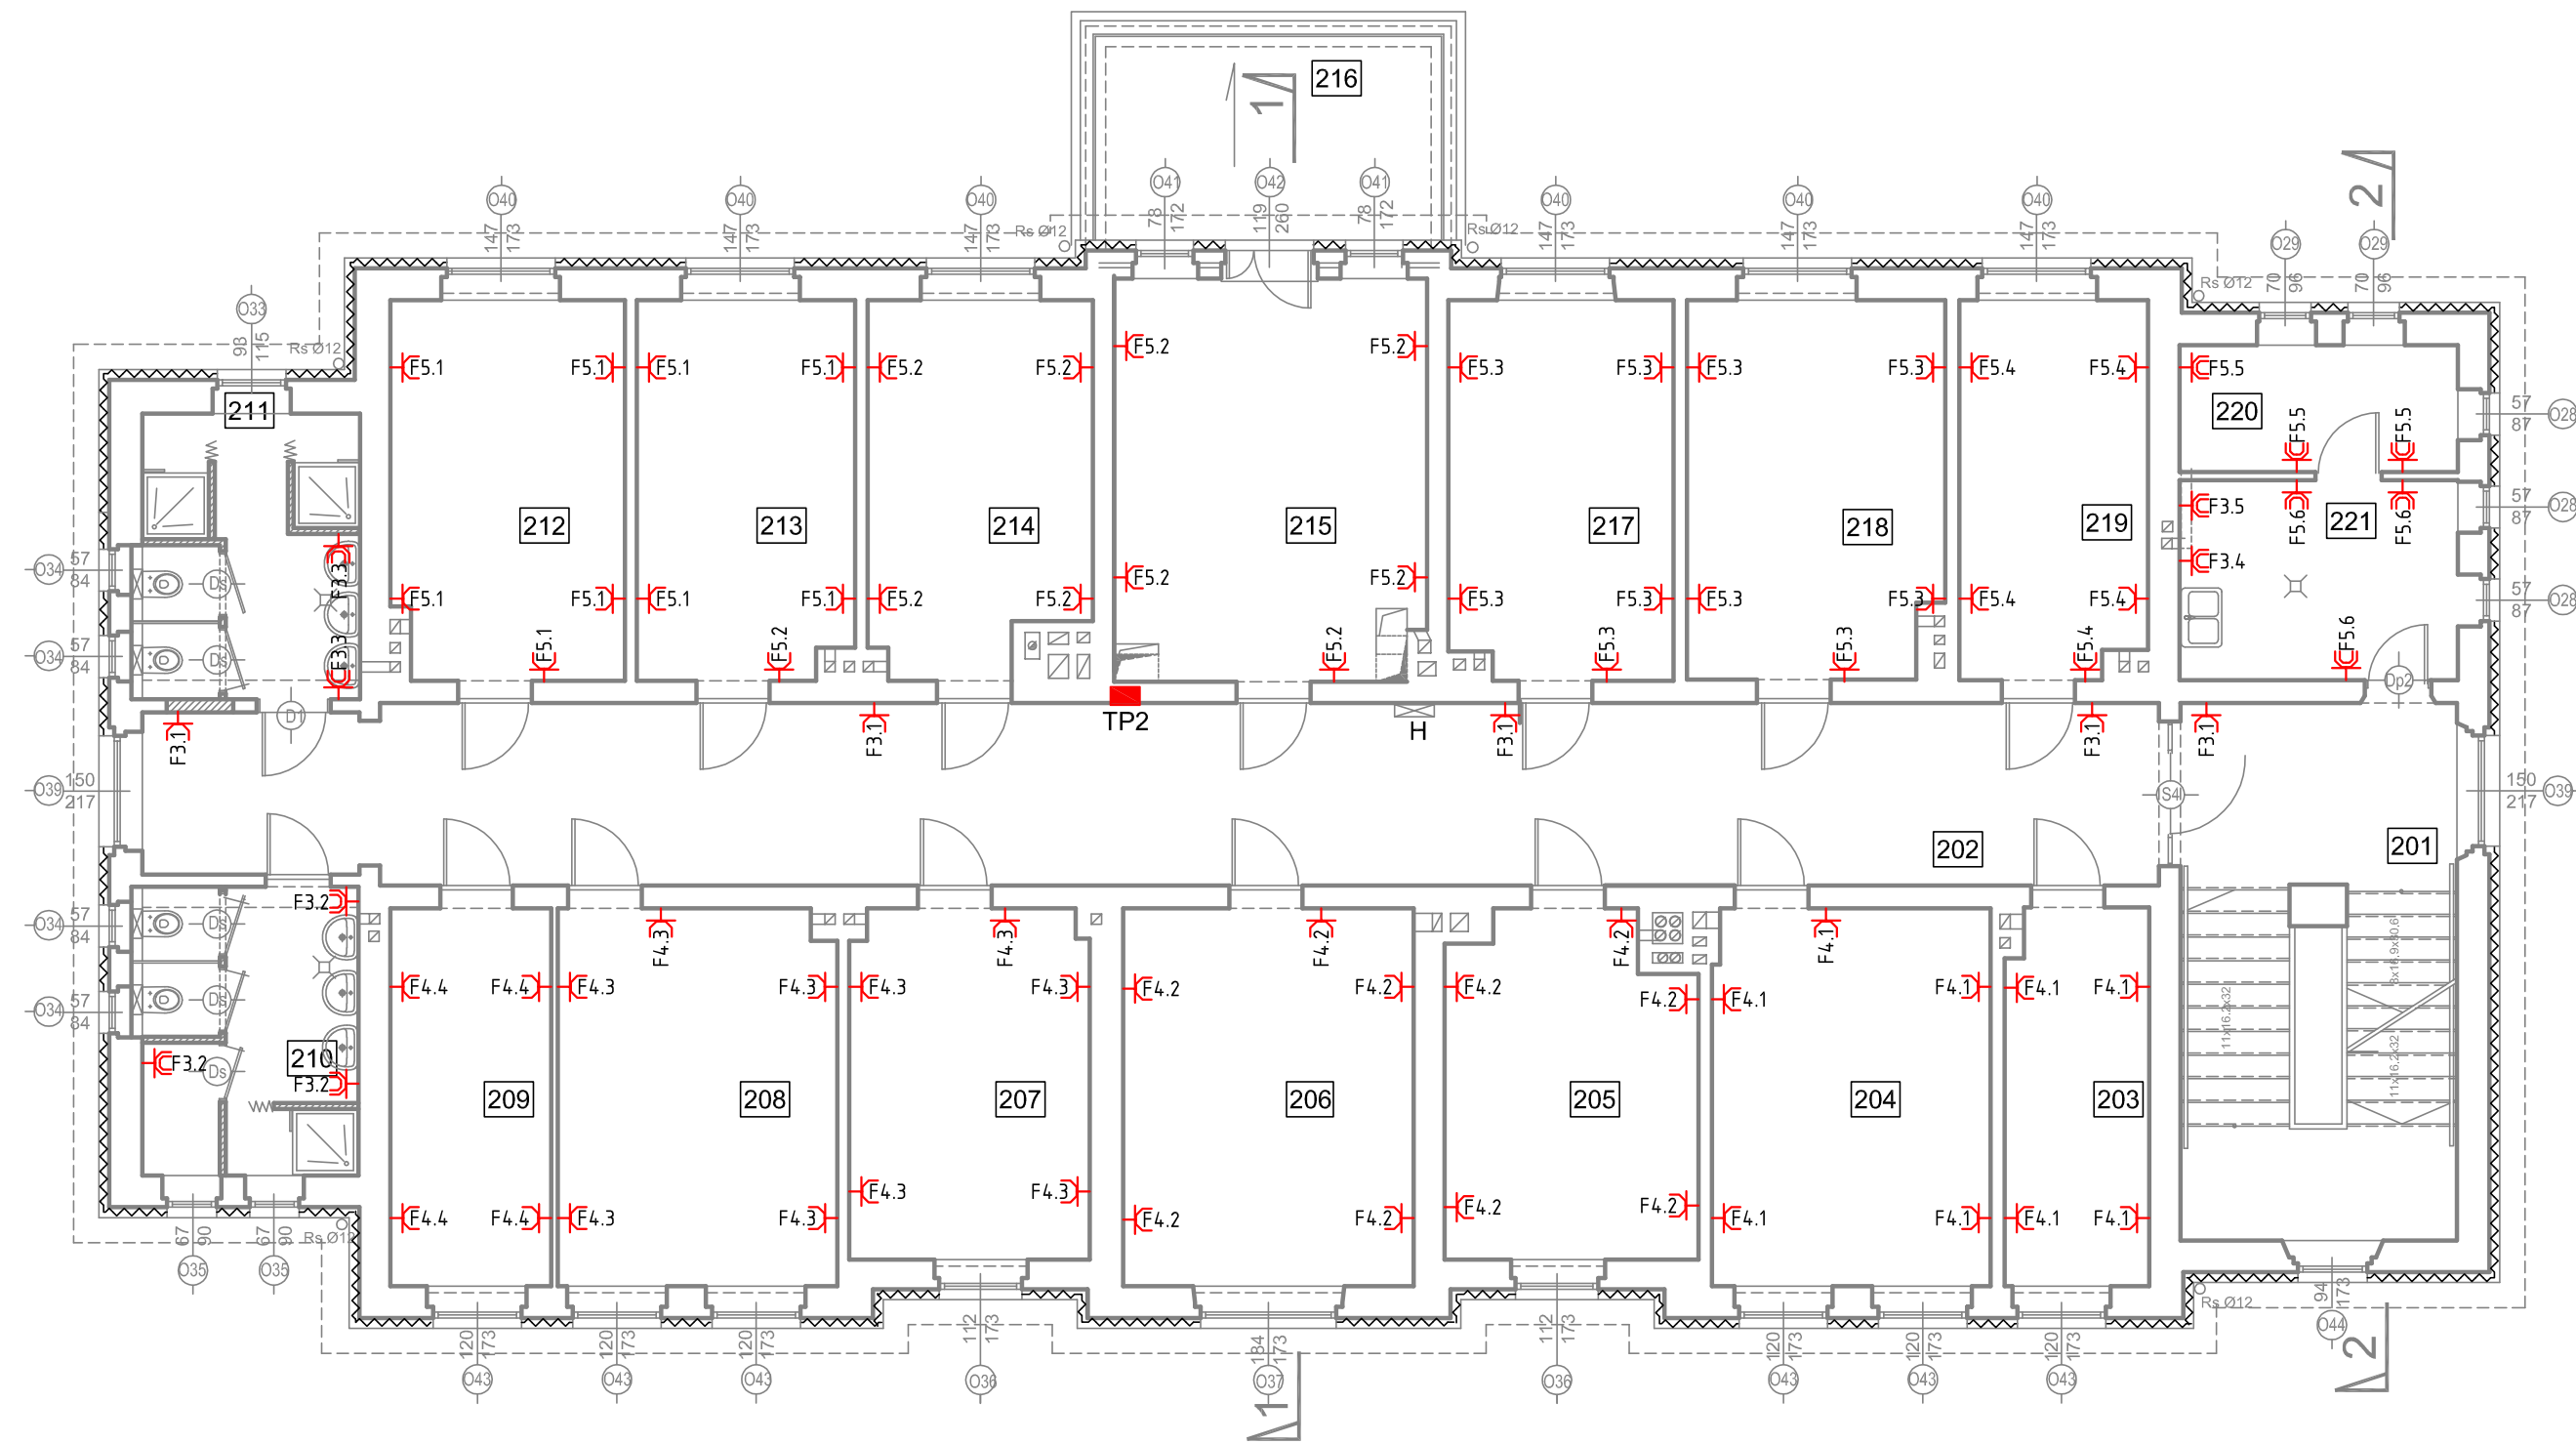 216
1
2
O41 O42 O41
78 172 119 260 78 172
O40 O40 O40 O40 O40 O40
147 173 147 173 147 173 147 173 147 173 147 173
Rs Ø12 Rs Ø12
O29 O29
70 96 70 96
Rs Ø12
O33
93 115
Rs Ø12
F5.2 F5.2
F5.1 F5.1 F5.1 F5.1 F5.2 F5.2 F5.3 F5.3 F5.3 F5.3 F5.4 F5.4 F5.5
211
220
F5.5 F5.5
57
87
O28
212 213 214 215 217 218 219
F3.5
F5.6 F5.6
221
57
87
O28
F3.4
O34
57
84
Ds
F3.3
F5.2 F5.2
F5.1 F5.1 F5.1 F5.1 F5.2 F5.2 F5.3 F5.3 F5.3 F5.3 F5.4 F5.4
57
87
O28
O34
57
84
Ds
F3.3
F5.1 F5.2 F5.2 F5.3 F5.3 F5.4 F5.6
Dp2
D1
TP2
H
F3.1 F3.1 F3.1 F3.1 F3.1
O39
150
217
S4
150
217
O39
202
201
F3.2
O34
57
84
Ds
F4.3 F4.3 F4.2 F4.2 F4.1
8x16,9x30,6
F4.4 F4.4 F4.3 F4.3 F4.3 F4.3 F4.2 F4.2 F4.2 F4.2 F4.1 F4.1 F4.1 F4.1
O34
57
84
Ds
11x16.2x32
11x16.2x32
210
F3.2
Ds
F3.2
209 208 207 206 205 204 203
F4.3 F4.3 F4.2 F4.2
F4.4 F4.4 F4.3 F4.3 F4.2 F4.2 F4.1 F4.1 F4.1 F4.1
67 90 67 90
Rs Ø12
O35 O35
Rs Ø12
94 173
O44
120 173 120 173 120 173 112 173 184 173 112 173 120 173 120 173 120 173
O43 O43 O43 O36 O37 O36 O43 O43 O43
2
1